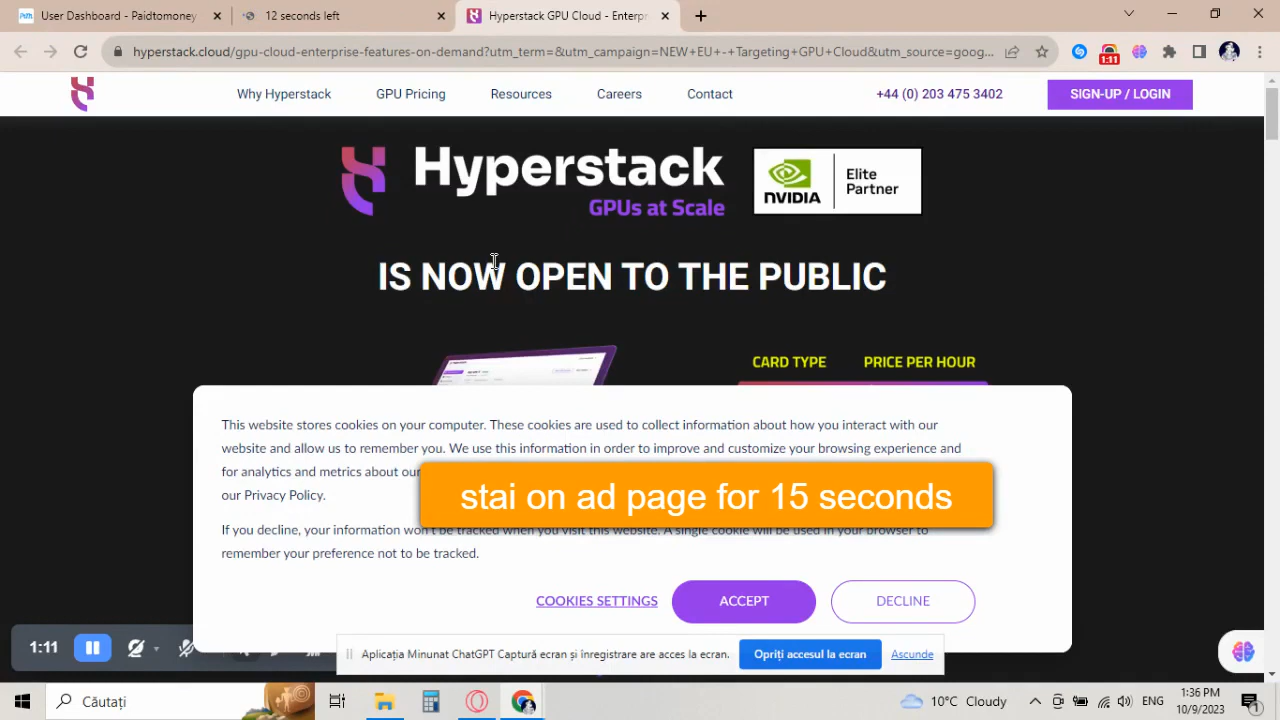 User Dashboard - Paidtomoney
12 seconds left
Hyperstack GPU Cloud - Enterpr
hyperstack.cloud/gpu-cloud-enterprise-features-on-demand?utm_term=&utm_campaign=NEW+EU+-+Targeting+GPU+Cloud&utm_source=goog...
1:11
Why Hyperstack
GPU Pricing
Resources
Careers
Contact
+44 (0) 203 475 3402
SIGN-UP / LOGIN
Hyperstack
GPUs at Scale
NVIDIA
Elite
Partner
IS NOW OPEN TO THE PUBLIC
CARD TYPE
PRICE PER HOUR
This website stores cookies on your computer. These cookies are used to collect information about how you interact with our
website and allow us to remember you. We use this information in order to improve and customize your browsing experience and
for analytics and metrics about our
our Privacy Policy.
stai on ad page for 15 seconds
If you decline, your information won't be tracked when you visit this website. A single cookie will be used in your browser to
remember your preference not to be tracked.
COOKIES SETTINGS
ACCEPT
DECLINE
1:11
Aplicația Minunat ChatGPT Captură ecran și înregistrare are acces la ecran.
Opriți accesul la ecran
Ascunde
Căutați
10°C Cloudy
ENG
1:36 PM
10/9/2023
1